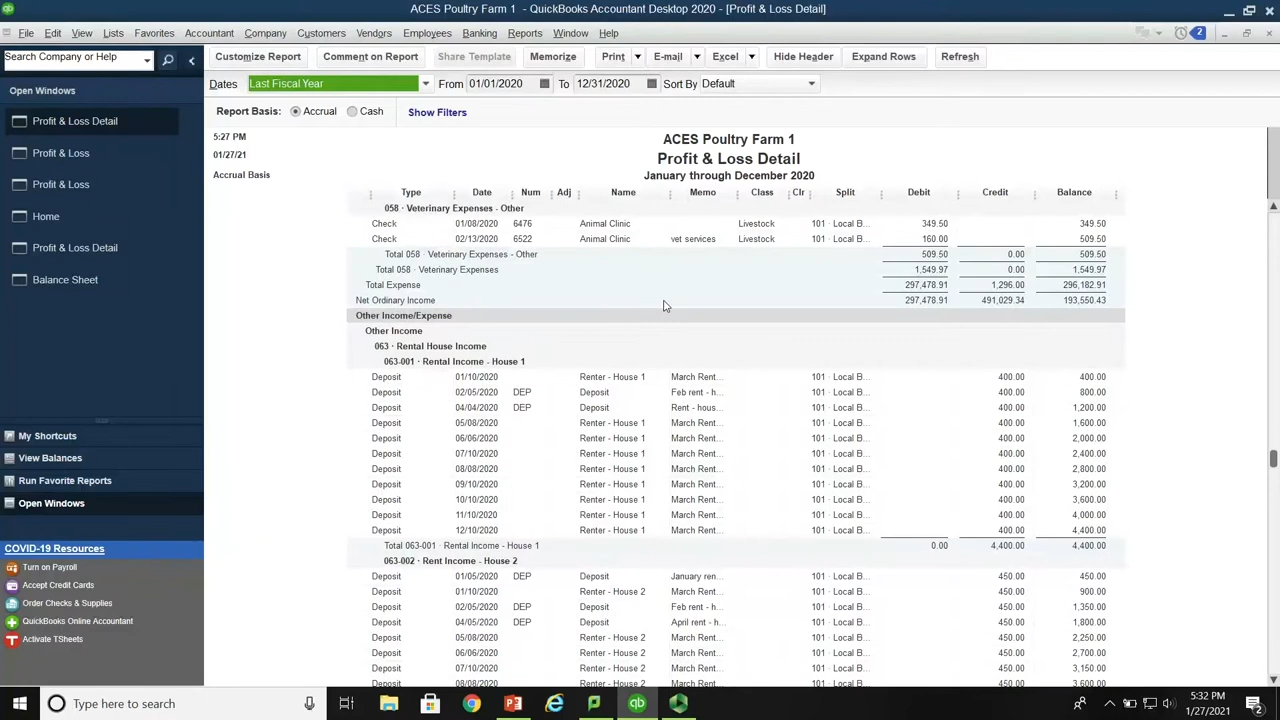 ACES Poultry Farm 1 - QuickBooks Accountant Desktop 2020 - [Profit & Loss Detail]
File Edit View Lists Favorites Accountant Company Customers Vendors Employees Banking Reports Window Help 2
Search Company or Help
Customize Report Comment on Report Share Template Memorize Print E-mail Excel Hide Header Expand Rows Refresh
Dates Last Fiscal Year From 01/01/2020 To 12/31/2020 Sort By Default
Report Basis: Accrual Cash Show Filters
Open Windows
Profit & Loss Detail
Profit & Loss
Profit & Loss
Home
Profit & Loss Detail
Balance Sheet
My Shortcuts
View Balances
Run Favorite Reports
Open Windows
COVID-19 Resources
Turn on Payroll
Accept Credit Cards
Order Checks & Supplies
QuickBooks Online Accountant
Activate TSheets
5:27 PM
01/27/21
Accrual Basis
ACES Poultry Farm 1
Profit & Loss Detail
January through December 2020
Type Date Num Adj Name Memo Class Clr Split Debit Credit Balance
058 · Veterinary Expenses - Other
Check 01/08/2020 6476 Animal Clinic Livestock 101 · Local B... 349.50 349.50
Check 02/13/2020 6522 Animal Clinic vet services Livestock 101 · Local B... 160.00 509.50
Total 058 · Veterinary Expenses - Other 509.50 0.00 509.50
Total 058 · Veterinary Expenses 1,549.97 0.00 1,549.97
Total Expense 297,478.91 1,296.00 296,182.91
Net Ordinary Income 297,478.91 491,029.34 193,550.43
Other Income/Expense
Other Income
063 · Rental House Income
063-001 · Rental Income - House 1
Deposit 01/10/2020 Renter - House 1 March Rent... 101 · Local B... 400.00 400.00
Deposit 02/05/2020 DEP Deposit Feb rent - h... 101 · Local B... 400.00 800.00
Deposit 04/04/2020 DEP Deposit Rent - hous... 101 · Local B... 400.00 1,200.00
Deposit 05/08/2020 Renter - House 1 March Rent... 101 · Local B... 400.00 1,600.00
Deposit 06/06/2020 Renter - House 1 March Rent... 101 · Local B... 400.00 2,000.00
Deposit 07/10/2020 Renter - House 1 March Rent... 101 · Local B... 400.00 2,400.00
Deposit 08/08/2020 Renter - House 1 March Rent... 101 · Local B... 400.00 2,800.00
Deposit 09/10/2020 Renter - House 1 March Rent... 101 · Local B... 400.00 3,200.00
Deposit 10/10/2020 Renter - House 1 March Rent... 101 · Local B... 400.00 3,600.00
Deposit 11/10/2020 Renter - House 1 March Rent... 101 · Local B... 400.00 4,000.00
Deposit 12/10/2020 Renter - House 1 March Rent... 101 · Local B... 400.00 4,400.00
Total 063-001 · Rental Income - House 1 0.00 4,400.00 4,400.00
063-002 · Rent Income - House 2
Deposit 01/05/2020 DEP Deposit January ren... 101 · Local B... 450.00 450.00
Deposit 01/10/2020 Renter - House 2 March Rent... 101 · Local B... 450.00 900.00
Deposit 02/05/2020 DEP Deposit Feb rent - h... 101 · Local B... 450.00 1,350.00
Deposit 04/05/2020 DEP Deposit April rent - h... 101 · Local B... 450.00 1,800.00
Deposit 05/08/2020 Renter - House 2 March Rent... 101 · Local B... 450.00 2,250.00
Deposit 06/06/2020 Renter - House 2 March Rent... 101 · Local B... 450.00 2,700.00
Deposit 07/10/2020 Renter - House 2 March Rent... 101 · Local B... 450.00 3,150.00
Deposit 08/08/2020 Renter - House 2 March Rent... 101 · Local B... 450.00 3,600.00
Type here to search
5:32 PM
1/27/2021
2